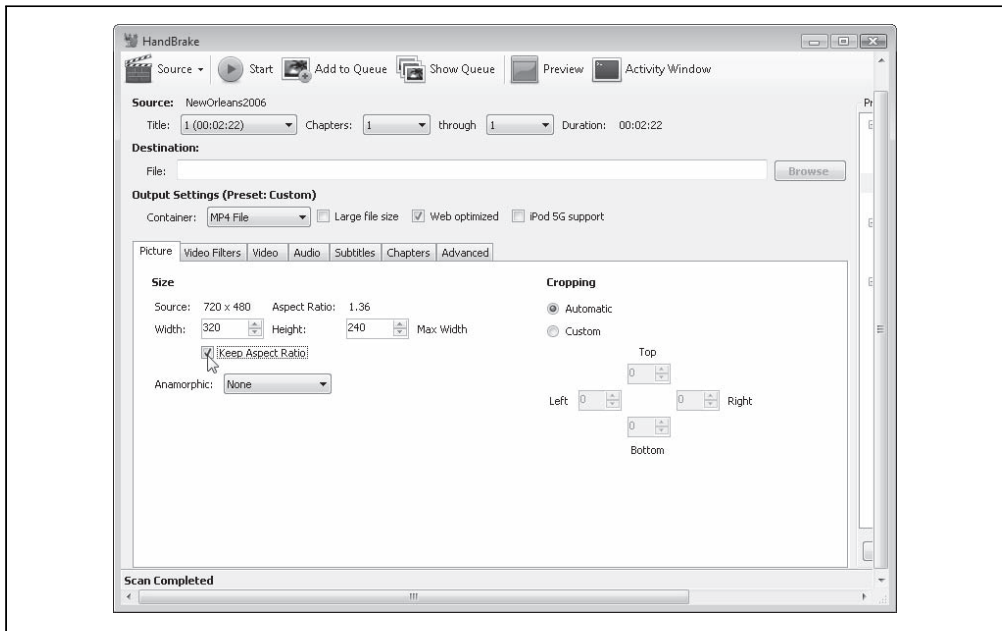 HandBrake
Source Start Add to Queue Show Queue Preview Activity Window
Source: NewOrleans2006
Title: 1 (00:02:22) Chapters: 1 through 1 Duration: 00:02:22
Destination:
File: Browse
Output Settings (Preset: Custom)
Container: MP4 File Large file size Web optimized iPod 5G support
Picture Video Filters Video Audio Subtitles Chapters Advanced
Size Cropping
Source: 720 x 480 Aspect Ratio: 1.36 Automatic
Width: 320 Height: 240 Max Width Custom
Keep Aspect Ratio Top
0
Anamorphic: None
Left 0 0 Right
0
Bottom
Scan Completed